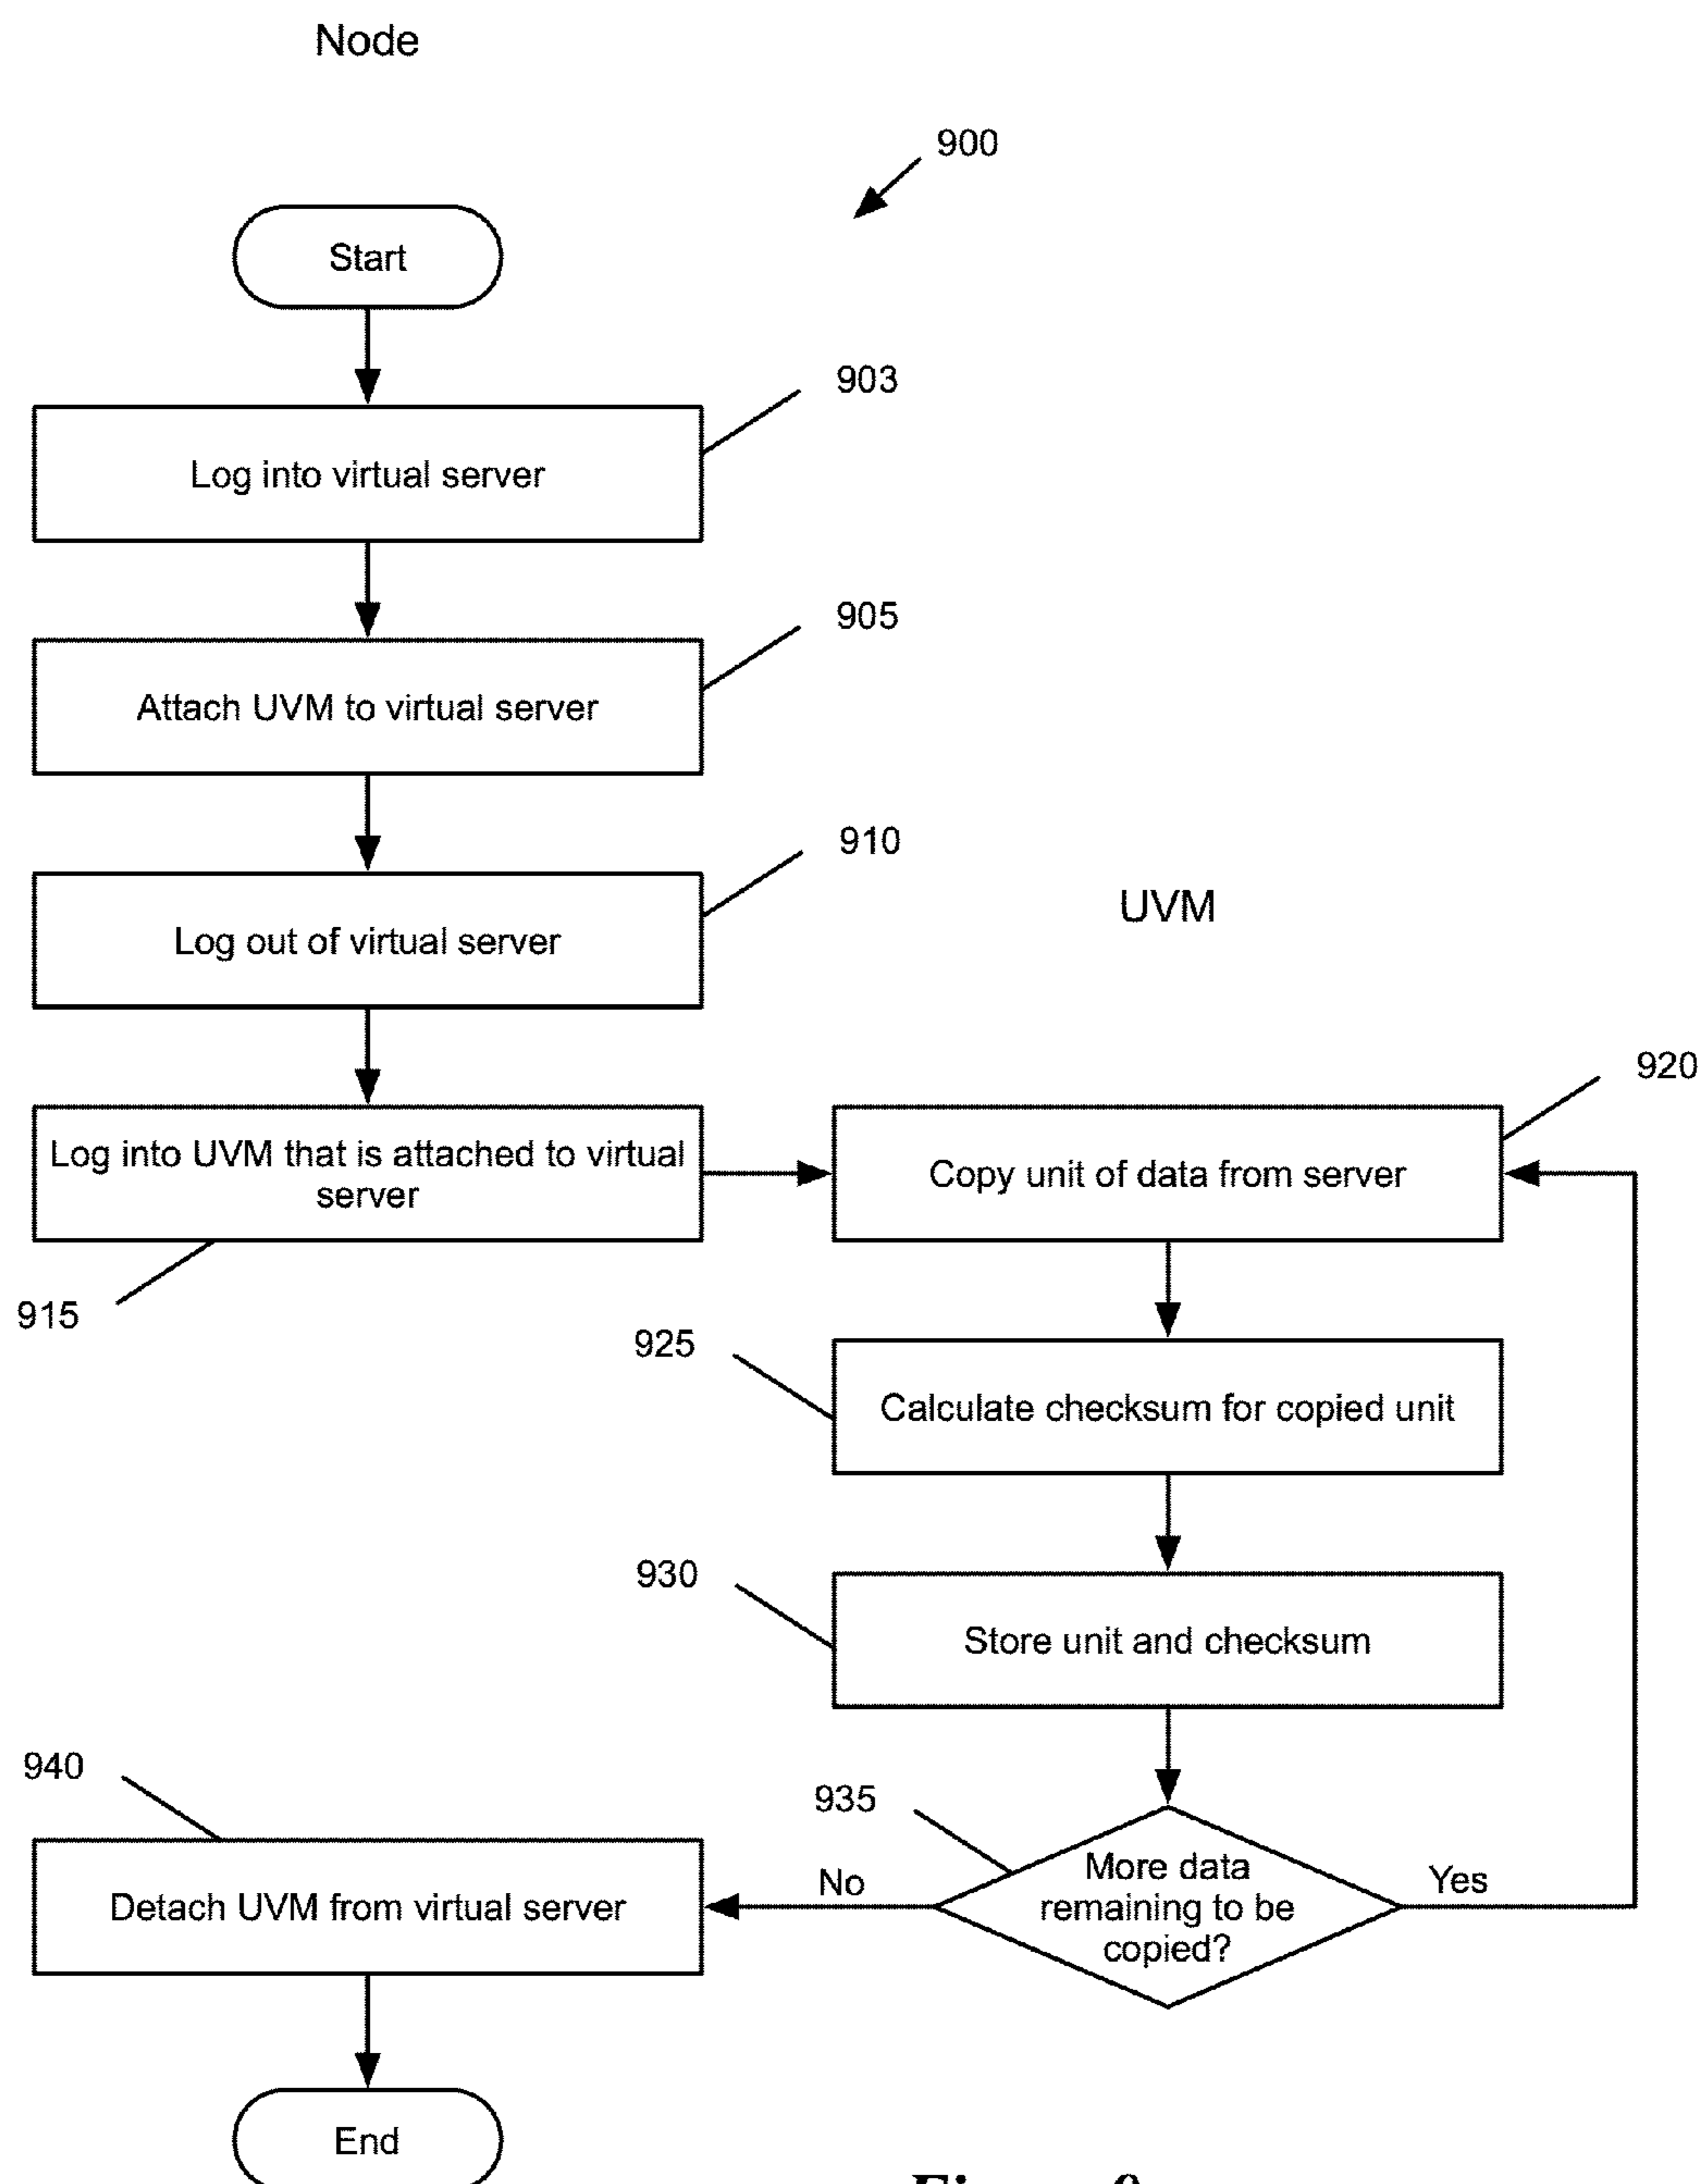 Node
900
Start
903
Log into virtual server
905
Attach UVM to virtual server
910
Log out of virtual server
UVM
920
Log into UVM that is attached to virtual
server
Copy unit of data from server
915
925
Calculate checksum for copied unit
930
Store unit and checksum
940
935
More data
remaining to be
copied?
No
Yes
Detach UVM from virtual server
End